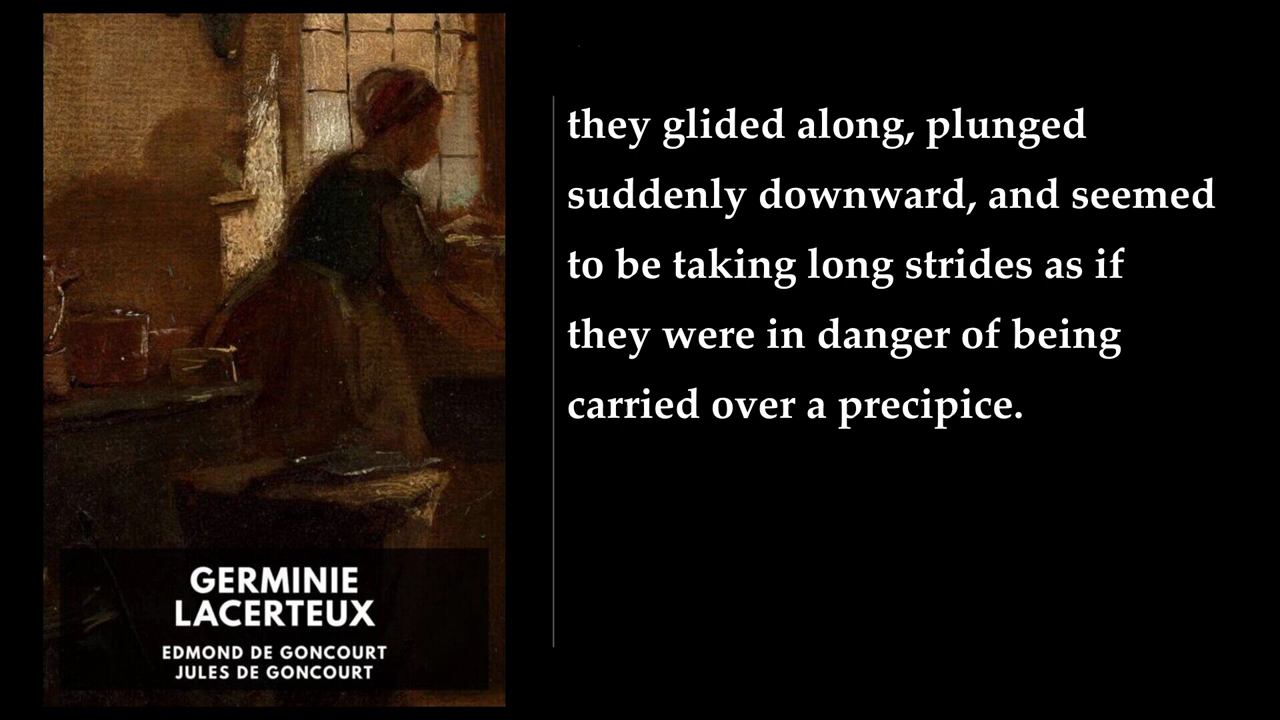 they glided along, plunged
suddenly downward, and seemed
to be taking long strides as if
they were in danger of being
carried over a precipice.
GERMINIE
LACERTEUX
EDMOND DE GONCOURT
JULES DE GONCOURT